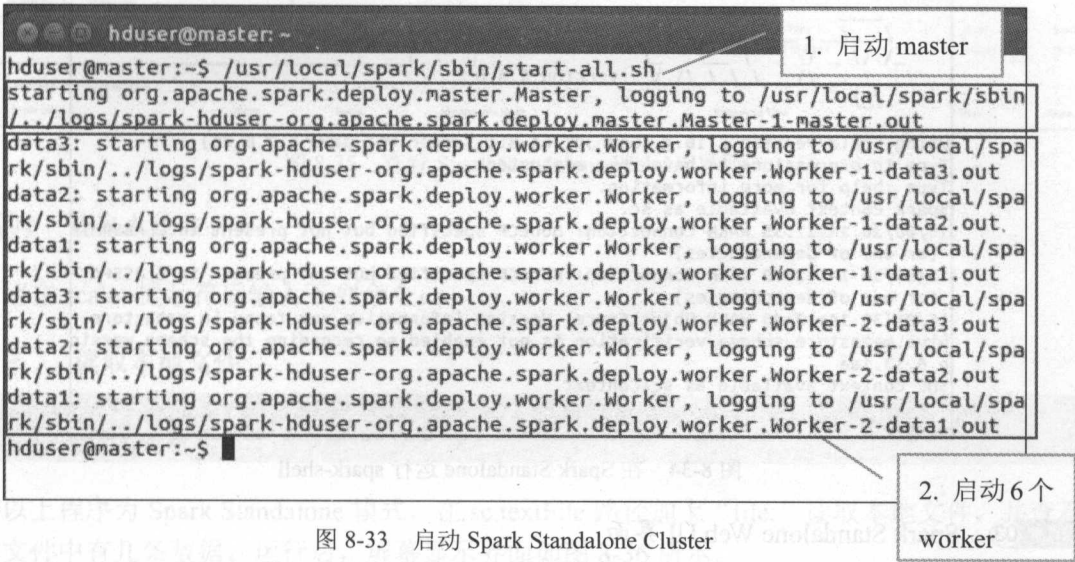 hduser@master: ~
1. 启动 master
hduser@master:~$ /usr/local/spark/sbin/start-all.sh
starting org.apache.spark.deploy.master.Master, logging to /usr/local/spark/sbin
/../logs/spark-hduser-org.apache.spark.deploy.master.Master-1-master.out
data3: starting org.apache.spark.deploy.worker.Worker, logging to /usr/local/spa
rk/sbin/../logs/spark-hduser-org.apache.spark.deploy.worker.Worker-1-data3.out
data2: starting org.apache.spark.deploy.worker.Worker, logging to /usr/local/spa
rk/sbin/../logs/spark-hduser-org.apache.spark.deploy.worker.Worker-1-data2.out
data1: starting org.apache.spark.deploy.worker.Worker, logging to /usr/local/spa
rk/sbin/../logs/spark-hduser-org.apache.spark.deploy.worker.Worker-1-data1.out
data3: starting org.apache.spark.deploy.worker.Worker, logging to /usr/local/spa
rk/sbin/../logs/spark-hduser-org.apache.spark.deploy.worker.Worker-2-data3.out
data2: starting org.apache.spark.deploy.worker.Worker, logging to /usr/local/spa
rk/sbin/../logs/spark-hduser-org.apache.spark.deploy.worker.Worker-2-data2.out
data1: starting org.apache.spark.deploy.worker.Worker, logging to /usr/local/spa
rk/sbin/../logs/spark-hduser-org.apache.spark.deploy.worker.Worker-2-data1.out
hduser@master:~$
2. 启动 6 个
worker
图 8-33 启动 Spark Standalone Cluster